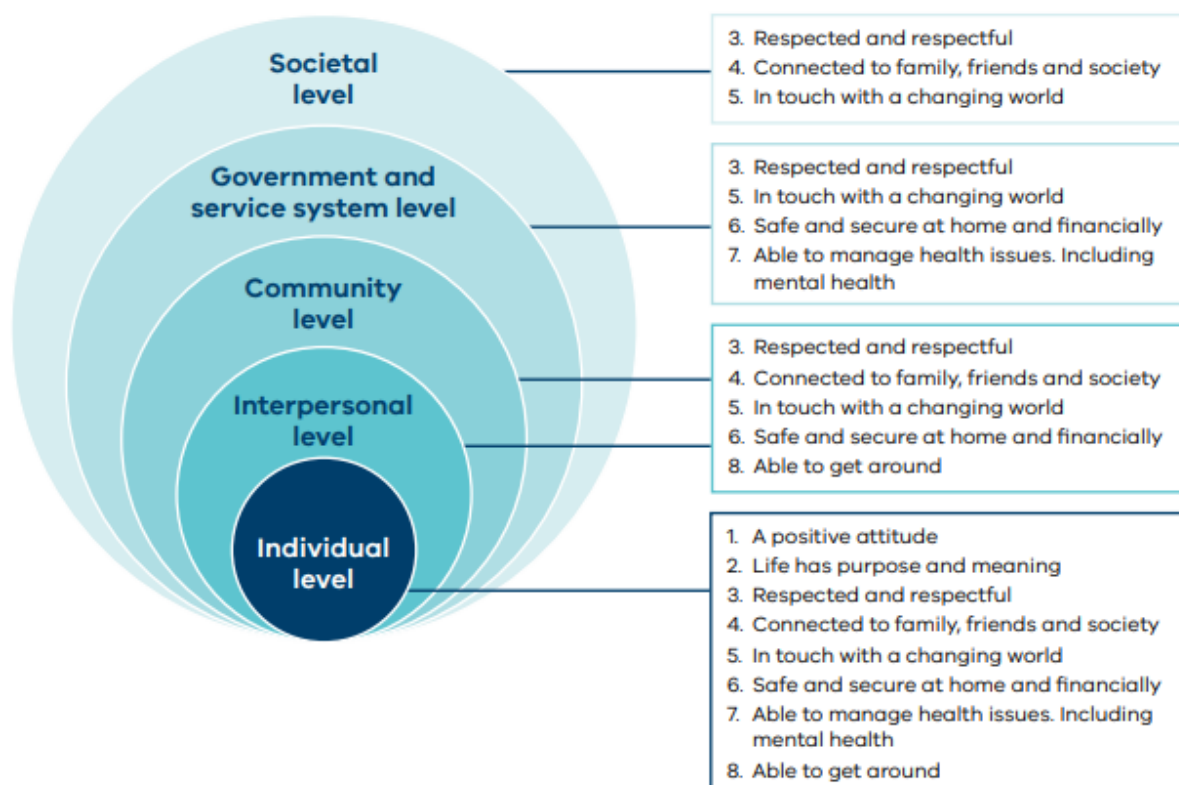 Societal
level
Government and
service system level
Community
level
Interpersonal
level
Individual
level
3. Respected and respectful
4. Connected to family, friends and society
5. In touch with a changing world
3. Respected and respectful
5. In touch with a changing world
6. Safe and secure at home and financially
7. Able to manage health issues. Including
mental health
3. Respected and respectful
4. Connected to family, friends and society
5. In touch with a changing world
6. Safe and secure at home and financially
8. Able to get around
1. A positive attitude
2. Life has purpose and meaning
3. Respected and respectful
4. Connected to family, friends and society
5. In touch with a changing world
6. Safe and secure at home and financially
7. Able to manage health issues. Including
mental health
8. Able to get around